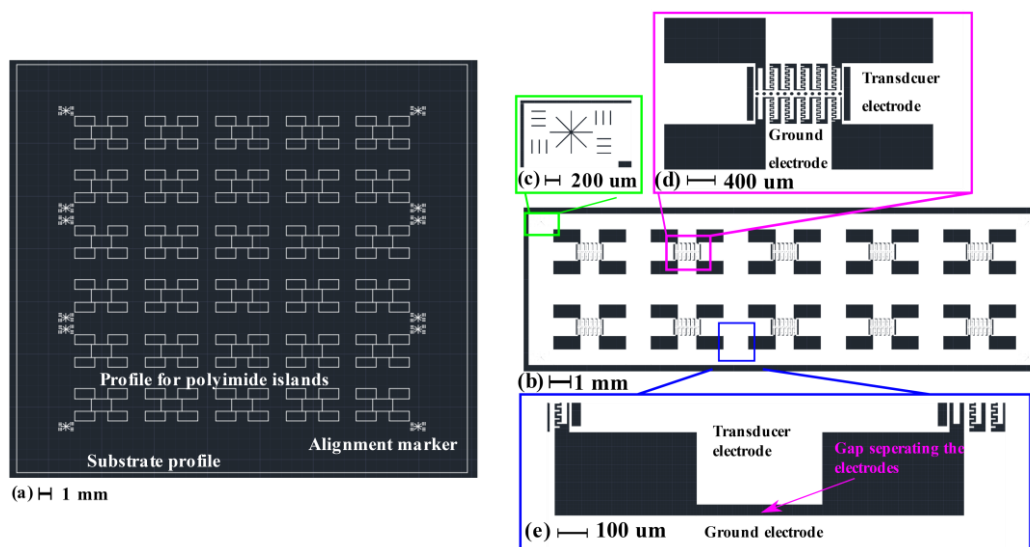 Profile for polyimide islands
Alignment marker
Substrate profile
(a) 1 mm
(c) 200 um
Transdcuer
electrode
Ground
electrode
(d) 400 um
(b) 1 mm
Transducer
electrode
Gap seperating the
electrodes
(e) 100 um
Ground electrode